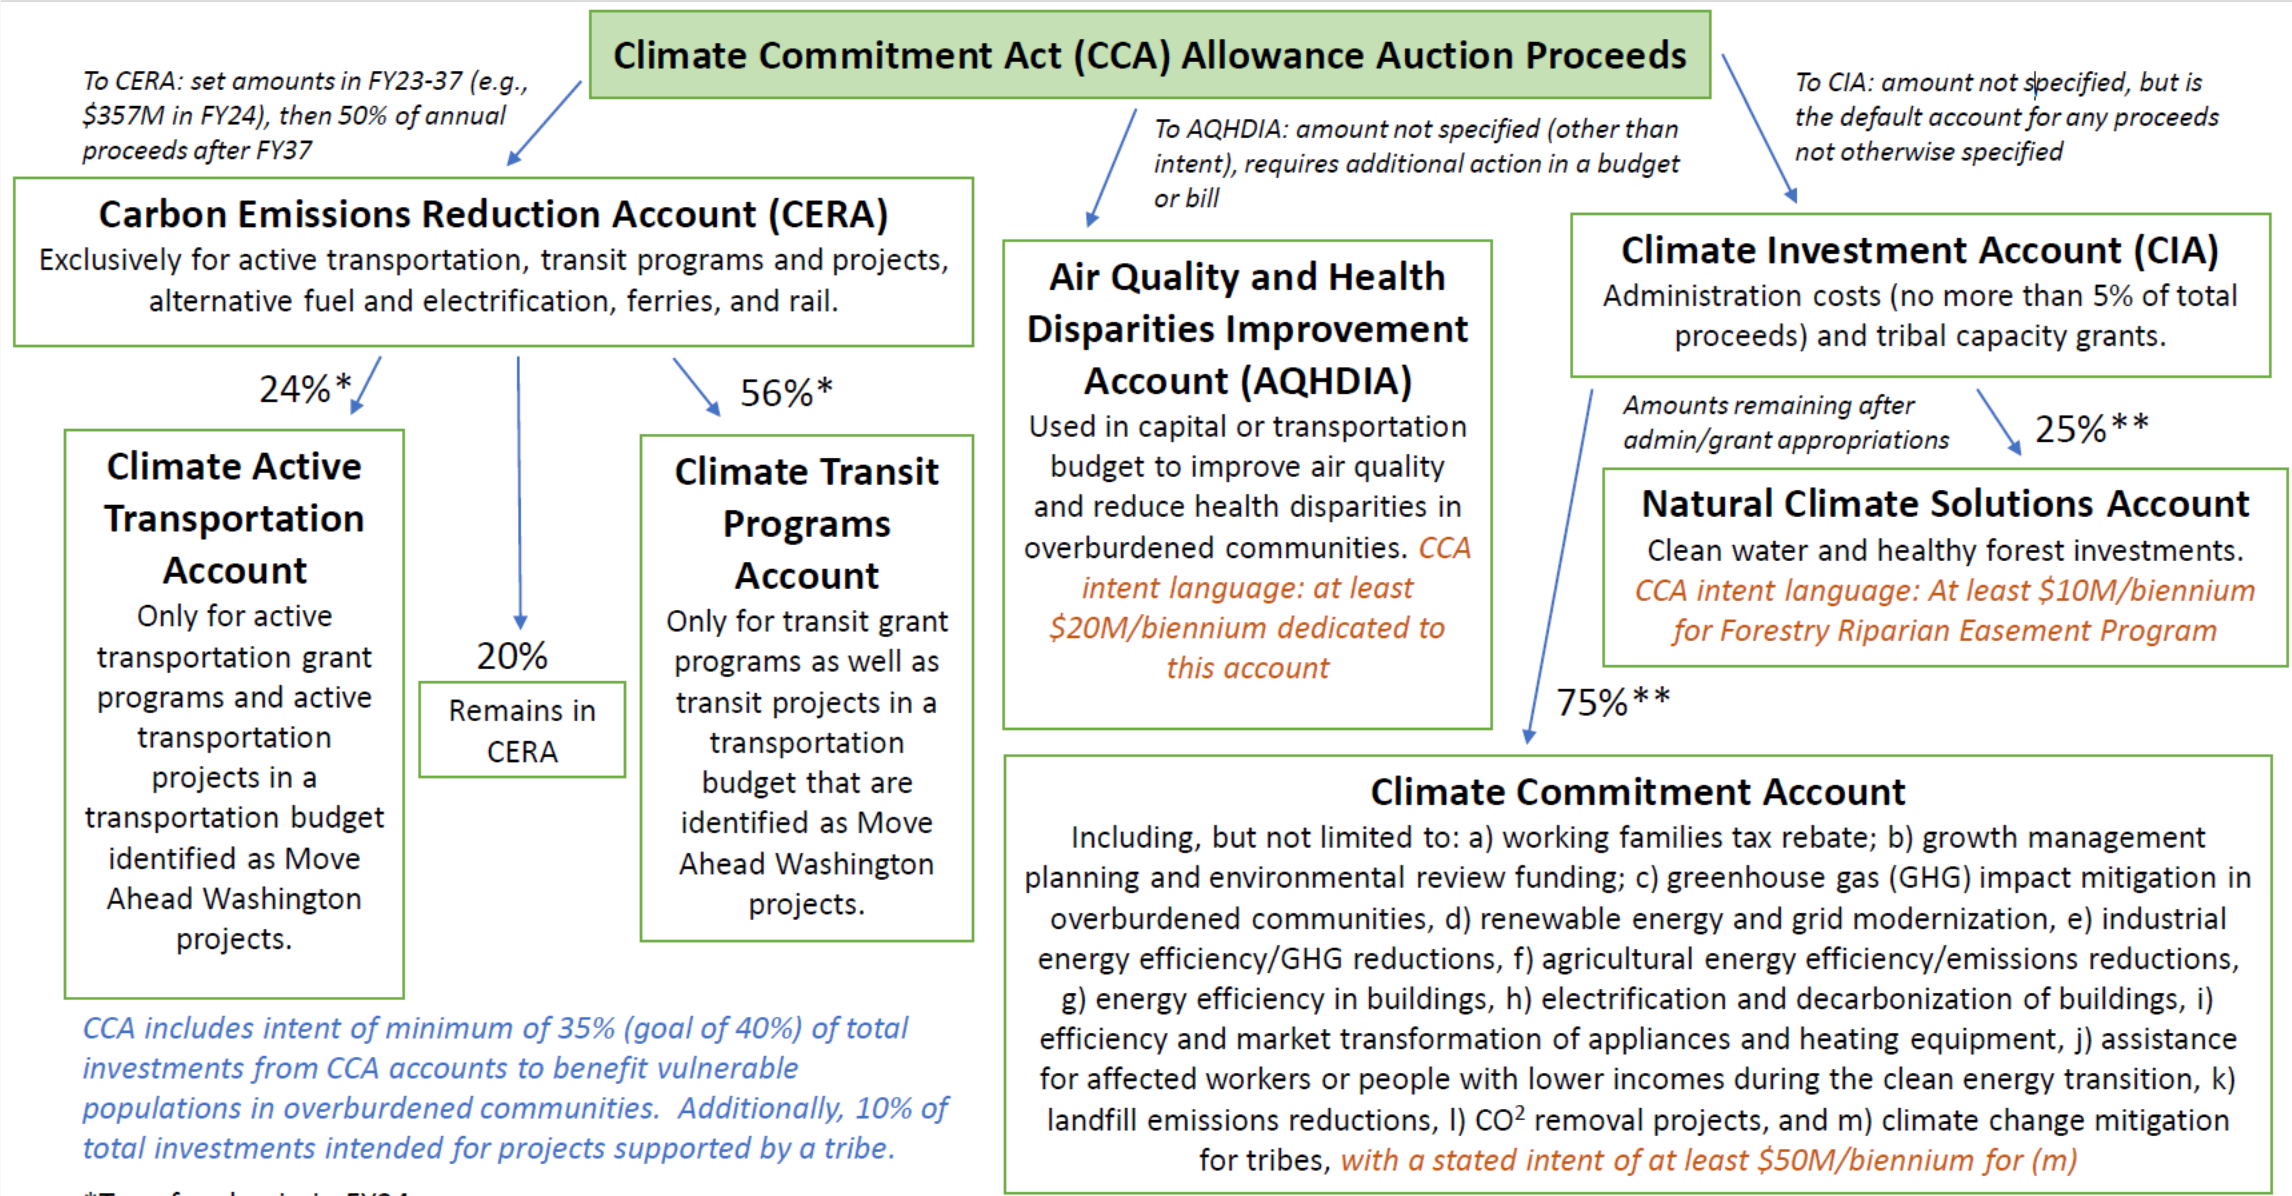 Climate Commitment Act (CCA) Allowance Auction Proceeds
To CERA: set amounts in FY23-37 (e.g.,
$357M in FY24), then 50% of annual
proceeds after FY37
To AQHDIA: amount not specified (other than
intent), requires additional action in a budget
or bill
To CIA: amount not specified, but is
the default account for any proceeds
not otherwise specified
Carbon Emissions Reduction Account (CERA)
Exclusively for active transportation, transit programs and projects,
alternative fuel and electrification, ferries, and rail.
24%*
56%*
Climate Active
Transportation
Account
Only for active
transportation grant
programs and active
transportation
projects in a
transportation budget
identified as Move
Ahead Washington
projects.
20%
Remains in
CERA
Climate Transit
Programs
Account
Only for transit grant
programs as well as
transit projects in a
transportation
budget that are
identified as Move
Ahead Washington
projects.
Air Quality and Health
Disparities Improvement
Account (AQHDIA)
Used in capital or transportation
budget to improve air quality
and reduce health disparities in
overburdened communities. CCA
intent language: at least
$20M/biennium dedicated to
this account
Climate Investment Account (CIA)
Administration costs (no more than 5% of total
proceeds) and tribal capacity grants.
Amounts remaining after
admin/grant appropriations
25%**
Natural Climate Solutions Account
Clean water and healthy forest investments.
CCA intent language: At least $10M/biennium
for Forestry Riparian Easement Program
75%**
Climate Commitment Account
Including, but not limited to: a) working families tax rebate; b) growth management
planning and environmental review funding; c) greenhouse gas (GHG) impact mitigation in
overburdened communities, d) renewable energy and grid modernization, e) industrial
energy efficiency/GHG reductions, f) agricultural energy efficiency/emissions reductions,
g) energy efficiency in buildings, h) electrification and decarbonization of buildings, i)
efficiency and market transformation of appliances and heating equipment, j) assistance
for affected workers or people with lower incomes during the clean energy transition, k)
landfill emissions reductions, l) CO² removal projects, and m) climate change mitigation
for tribes, with a stated intent of at least $50M/biennium for (m)
CCA includes intent of minimum of 35% (goal of 40%) of total
investments from CCA accounts to benefit vulnerable
populations in overburdened communities. Additionally, 10% of
total investments intended for projects supported by a tribe.